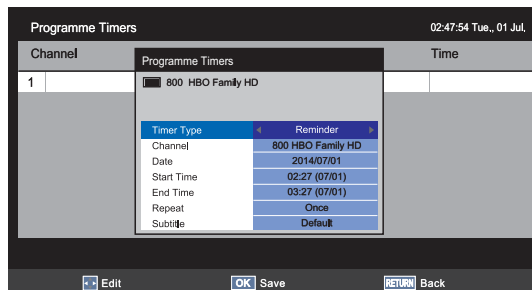 Programme Timers 02:47:54 Tue., 01 Jul,
Channel Time
Programme Timers
1
800 HBO Family HD
Timer Type Reminder
Channel 800 HBO Family HD
Date 2014/07/01
Start Time 02:27 (07/01)
End Time 03:27 (07/01)
Repeat Once
Subtitle Default
Edit OK Save RETURN Back